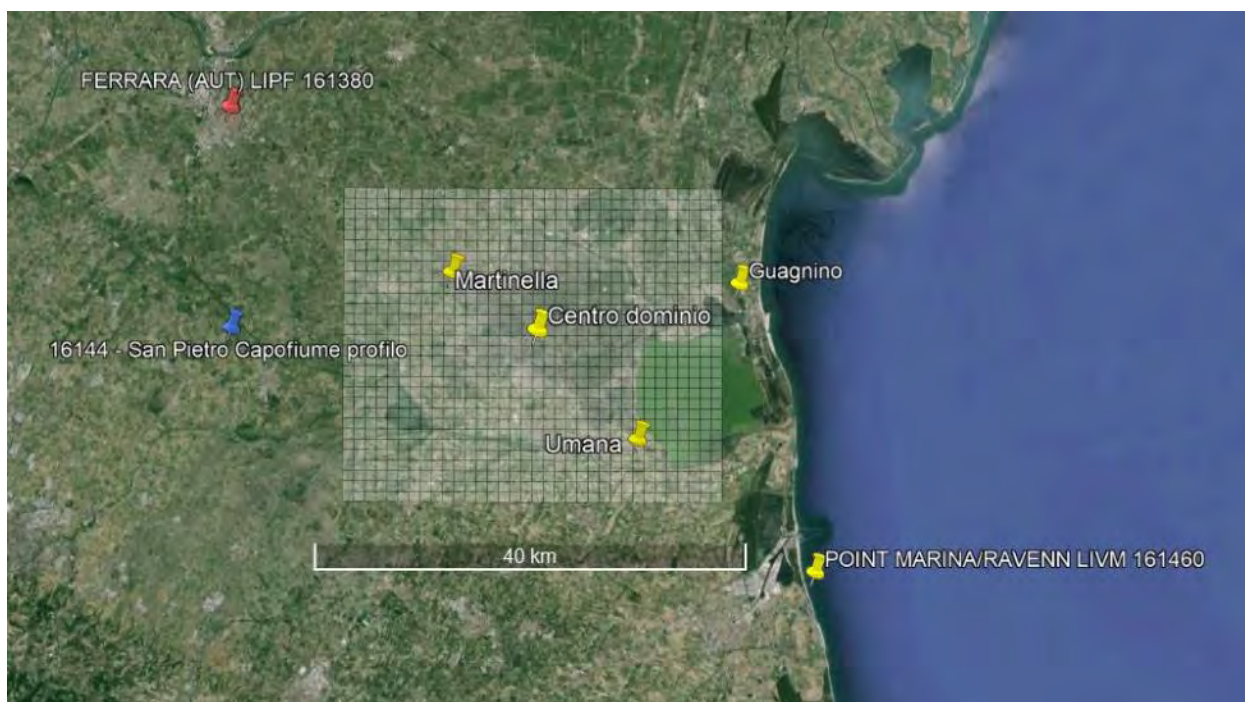 FERRARA (AUT) LIPF 161380
Martinella
Guagnino
Centro dominio
16144 - San Pietro Capofiume profilo
Umana
40 km
POINT MARINA/RAVENN LIVM 161460